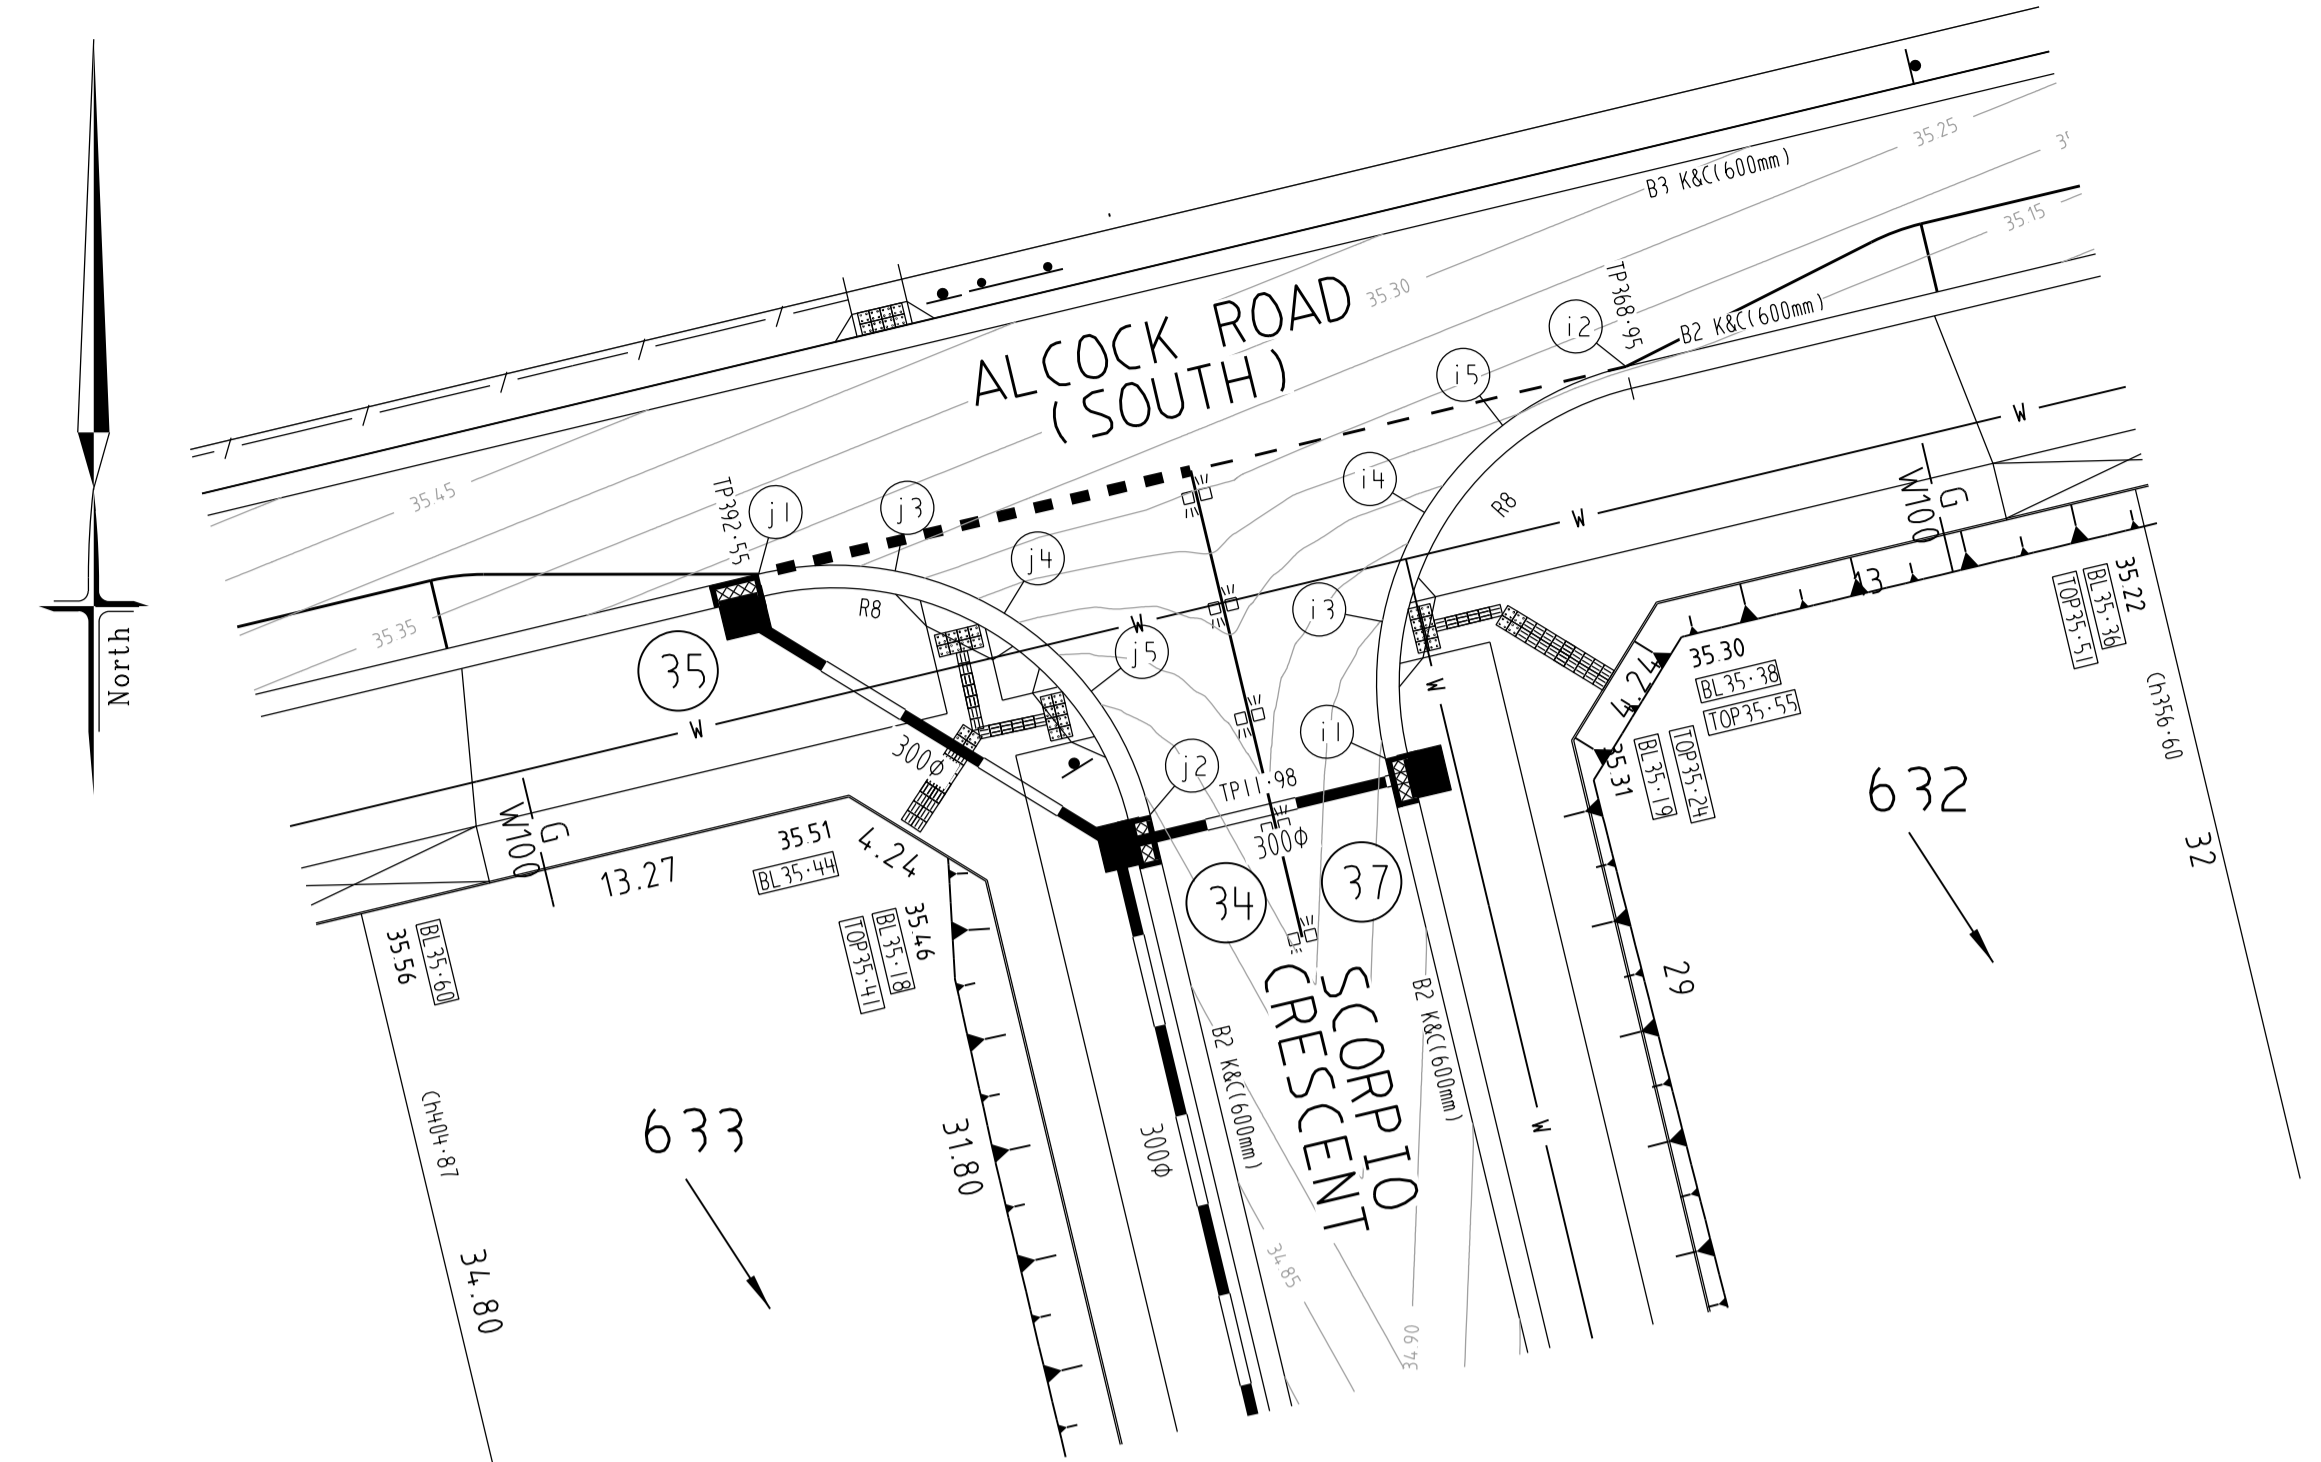 35.25
B3 K&C(600mm)
35.15
ALCOCK ROAD
(SOUTH)
35.30
TP368·95
B2 K&C(600mm)
i2
i5
i4
R8
W
W
35.45
TP392·55
j1
j3
j4
W
G
W100
35.35
R8
i3
j5
North
35
W
13
35.22
BL35·36
TOP35·51
4.24
35.30
BL35·38
TOP35·55
W
i1
j2
300Ø
TP11·98
35.31
BL35·19
TOP35·24
Ch356·60
632
G
W100
35.51
BL35·44
4.24
300Ø
13.27
34
37
32
35.46
BL35·18
TOP35·41
BL35·60
35.56
29
SCORPIO
CRESCENT
B2 K&C(600mm)
B2 K&C(600mm)
Ch404·87
633
31.80
300Ø
W
34.80
34.85
34.90